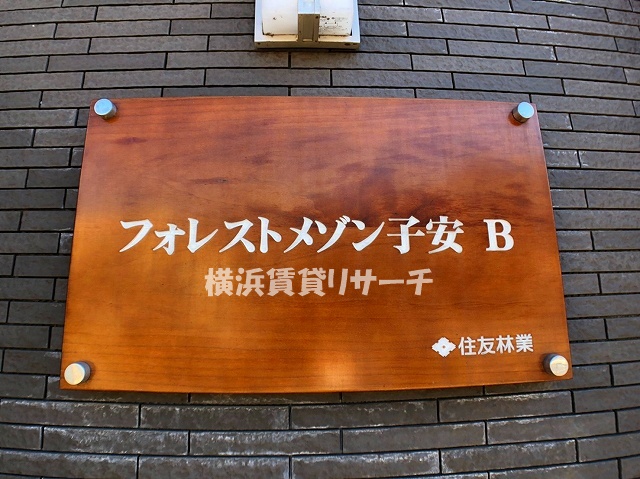 フォレストメゾン子安 B
横浜賃貸リサーチ
住友林業